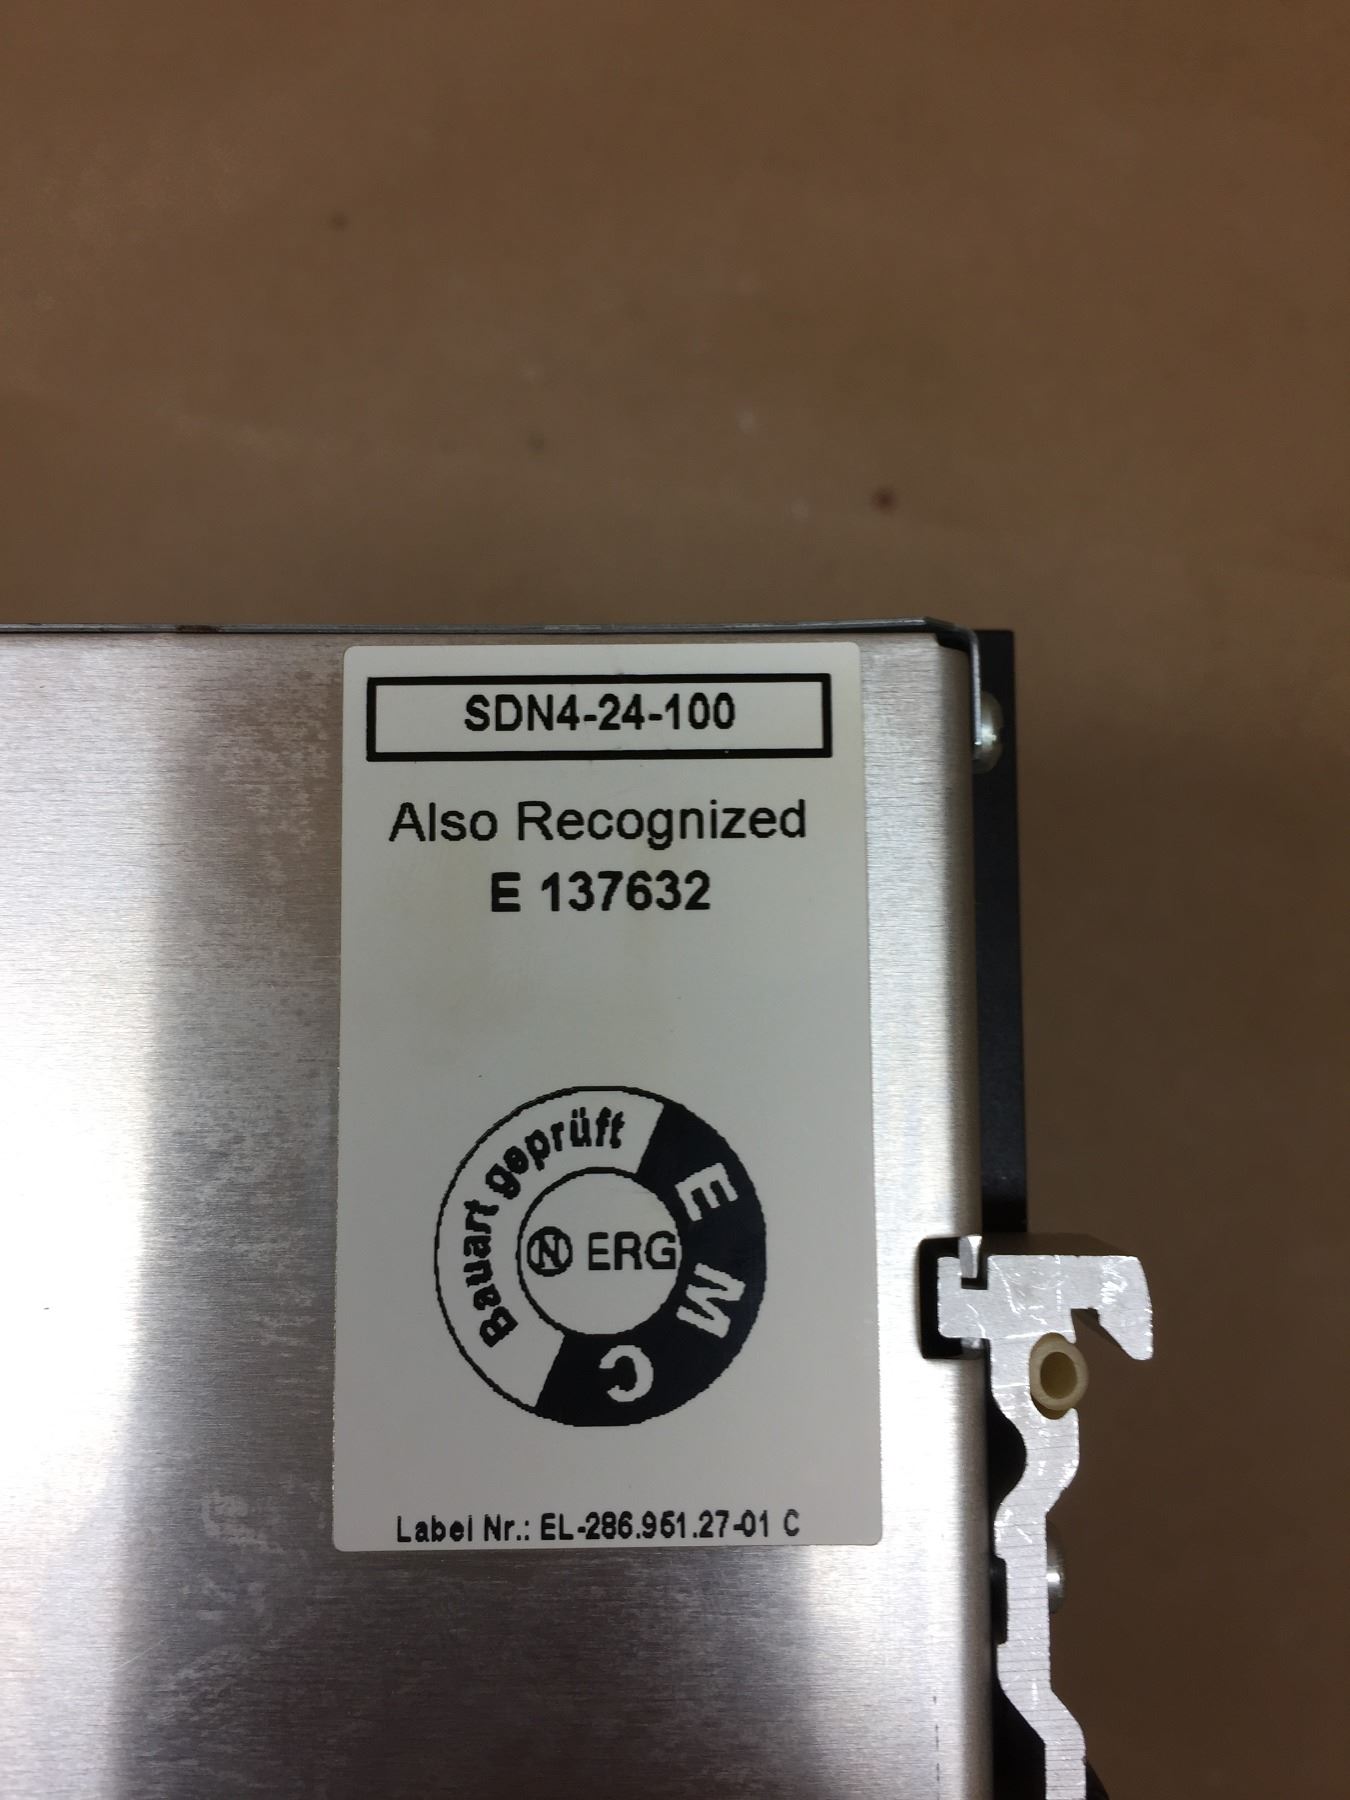 SDN4-24-100
Also Recognized
E 137632
Bauart geprüft
E M C
N ERG
Label Nr.: EL-286.951.27-01 C